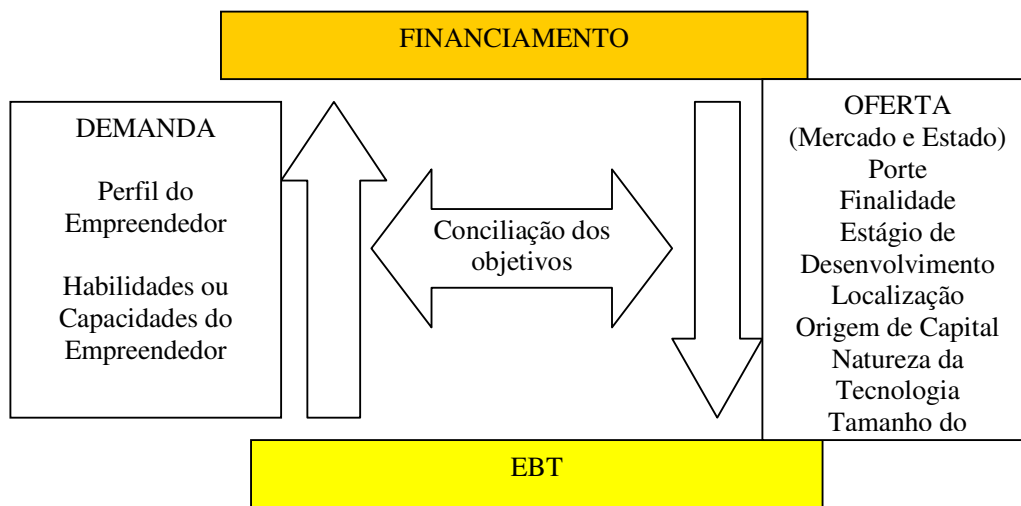 FINANCIAMENTO
DEMANDA
Perfil do
Empreendedor
Habilidades ou
Capacidades do
Empreendedor
Conciliação dos
objetivos
OFERTA
(Mercado e Estado)
Porte
Finalidade
Estágio de
Desenvolvimento
Localização
Origem de Capital
Natureza da
Tecnologia
Tamanho do
EBT